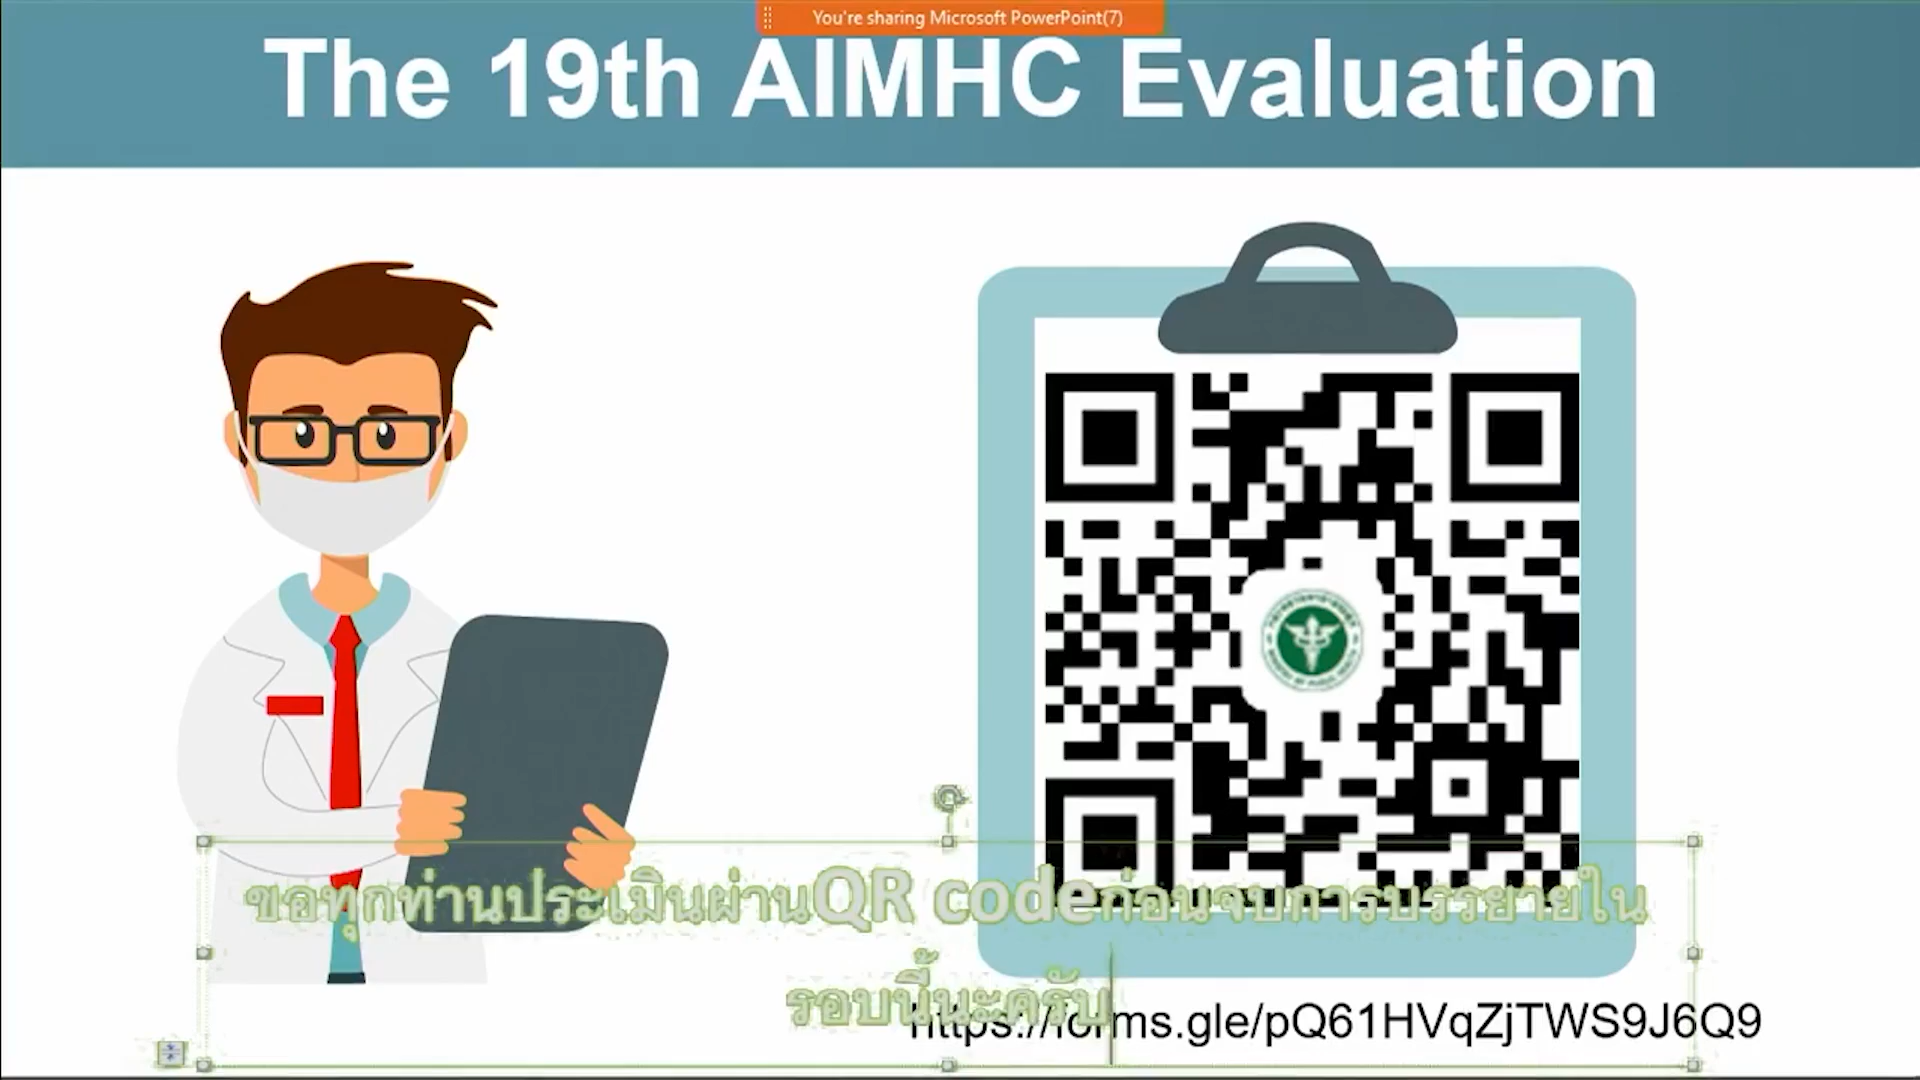 You're sharing Microsoft PowerPoint(7)
The 19th AIMHC Evaluation
ขอทุกท่านประเมินผ่านQR codeก่อนจบการบรรยายใน
รอบนี้นะครับ
https://forms.gle/pQ61HVqZjTWS9J6Q9